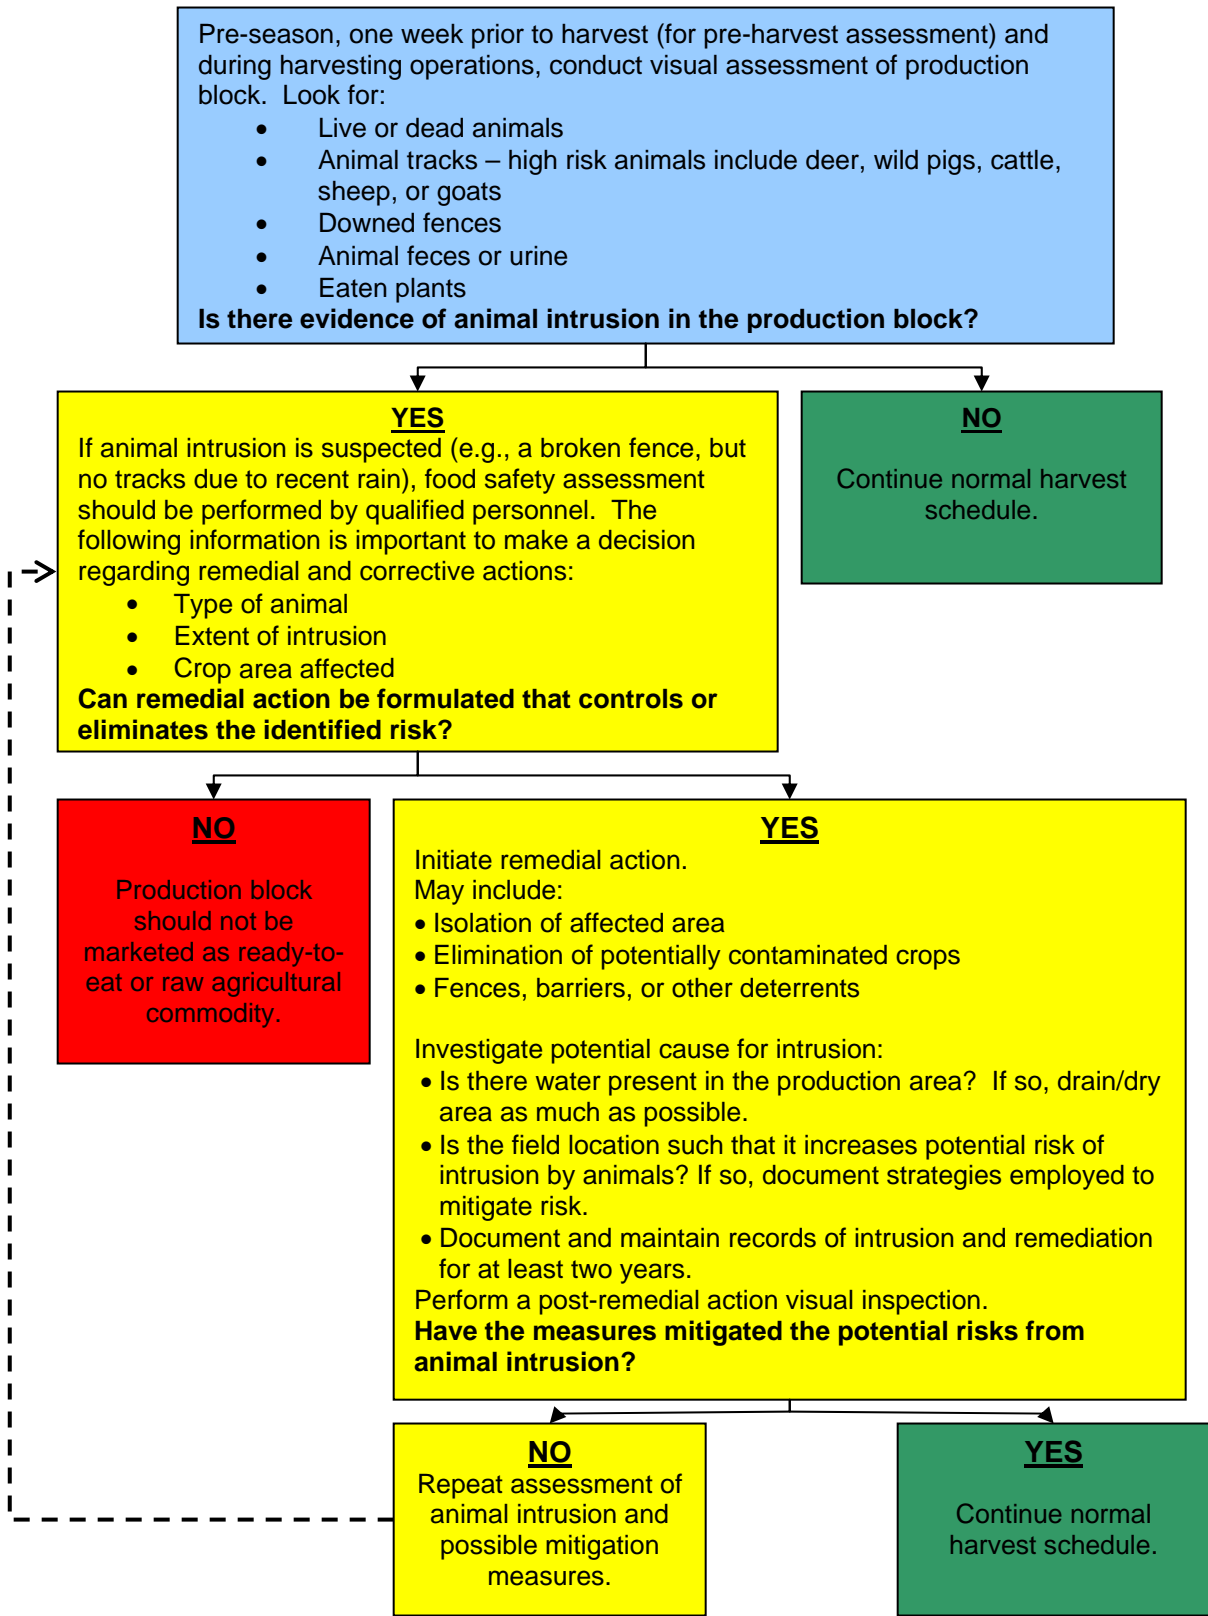 Pre-season, one week prior to harvest (for pre-harvest assessment) and
during harvesting operations, conduct visual assessment of production
block.  Look for:
• Live or dead animals
• Animal tracks – high risk animals include deer, wild pigs, cattle,
sheep, or goats
• Downed fences
• Animal feces or urine
• Eaten plants
Is there evidence of animal intrusion in the production block?
YES
If animal intrusion is suspected (e.g., a broken fence, but
no tracks due to recent rain), food safety assessment
should be performed by qualified personnel.  The
following information is important to make a decision
regarding remedial and corrective actions:
• Type of animal
• Extent of intrusion
• Crop area affected
Can remedial action be formulated that controls or
eliminates the identified risk?
NO
Continue normal harvest
schedule.
NO
Production block
should not be
marketed as ready-to-
eat or raw agricultural
commodity.
YES
Initiate remedial action.
May include:
• Isolation of affected area
• Elimination of potentially contaminated crops
• Fences, barriers, or other deterrents
Investigate potential cause for intrusion:
• Is there water present in the production area?  If so, drain/dry
area as much as possible.
• Is the field location such that it increases potential risk of
intrusion by animals? If so, document strategies employed to
mitigate risk.
• Document and maintain records of intrusion and remediation
for at least two years.
Perform a post-remedial action visual inspection.
Have the measures mitigated the potential risks from
animal intrusion?
NO
Repeat assessment of
animal intrusion and
possible mitigation
measures.
YES
Continue normal
harvest schedule.